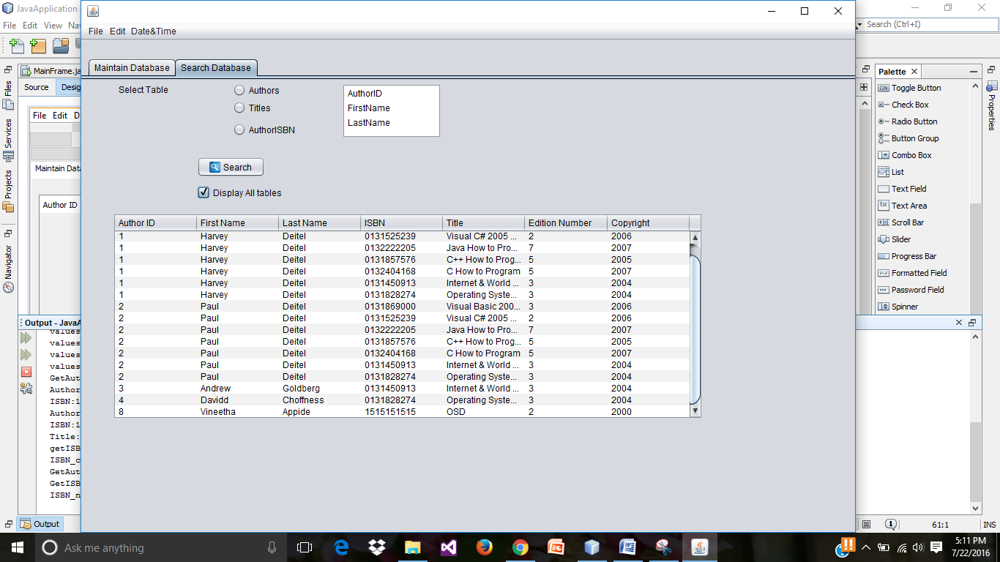 JavaApplication
File Edit View Nav
Search (Ctrl+I)
File Edit Date&Time
Maintain Database
Search Database
Select Table
Authors
Titles
AuthorISBN
AuthorID
FirstName
LastName
Search
Display All tables
Author ID First Name Last Name ISBN Title Edition Number Copyright
1 Harvey Deitel 0131525239 Visual C# 2005 ... 2 2006
1 Harvey Deitel 0132222205 Java How to Pro... 7 2007
1 Harvey Deitel 0131857576 C++ How to Prog... 5 2005
1 Harvey Deitel 0132404168 C How to Program 5 2007
1 Harvey Deitel 0131450913 Internet & World ... 3 2004
1 Harvey Deitel 0131828274 Operating Syste... 3 2004
2 Paul Deitel 0131869000 Visual Basic 200... 3 2006
2 Paul Deitel 0131525239 Visual C# 2005 ... 2 2006
2 Paul Deitel 0132222205 Java How to Pro... 7 2007
2 Paul Deitel 0131857576 C++ How to Prog... 5 2005
2 Paul Deitel 0132404168 C How to Program 5 2007
2 Paul Deitel 0131450913 Internet & World ... 3 2004
2 Paul Deitel 0131828274 Operating Syste... 3 2004
3 Andrew Goldberg 0131450913 Internet & World ... 3 2004
4 Davidd Choffness 0131828274 Operating Syste... 3 2004
8 Vineetha Appide 1515151515 OSD 2 2000
MainFrame.ja
Source Desig
File Edit D
Maintain Data
Author ID
Files
Services
Projects
Navigator
Output - JavaA
values
values
values
values
GetAut
Author
ISBN:1
Author
ISBN:1
Title:
getISB
ISBN_c
GetAut
GetISB
ISBN_n
Output
Palette
Toggle Button
Check Box
Radio Button
Button Group
Combo Box
List
Text Field
Text Area
Scroll Bar
Slider
Progress Bar
Formatted Field
Password Field
Spinner
Properties
1
61:1
INS
Ask me anything
5:11 PM
7/22/2016